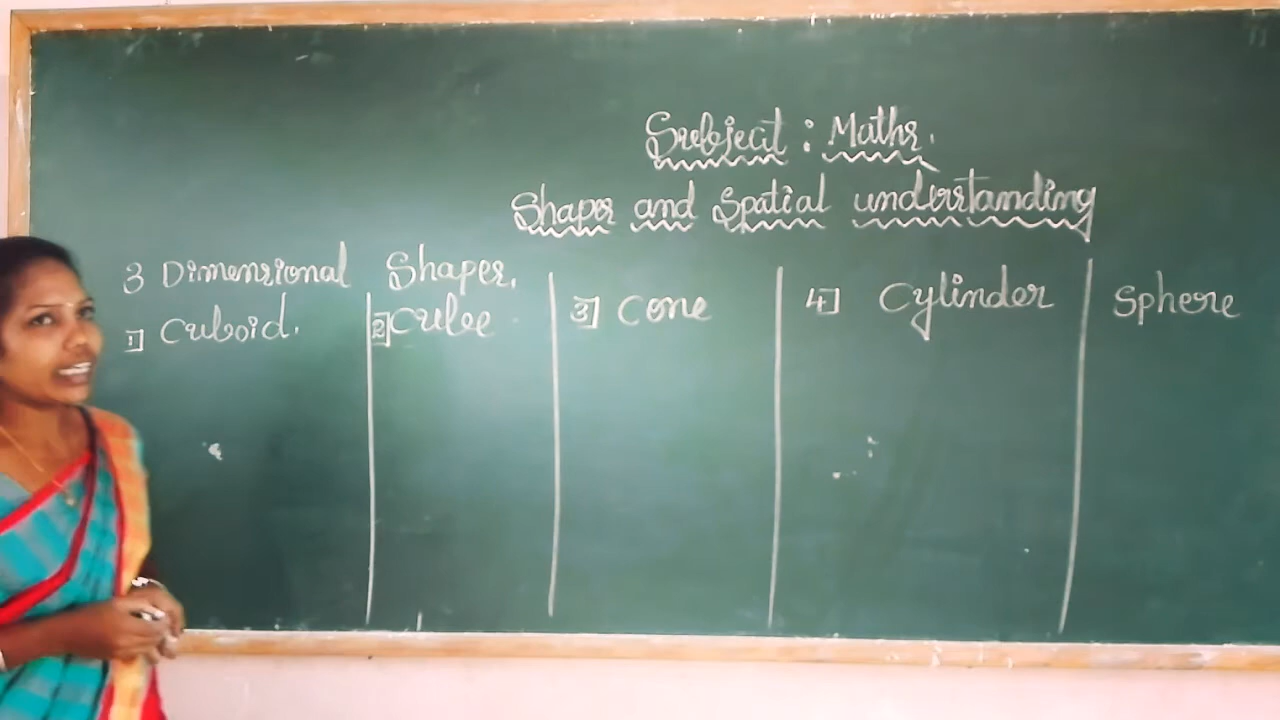 Subject : Maths.
Shapes and Spatial understanding
3 Dimensional Shapes.
1 Cuboid.
2 Cube
3 Cone
4 Cylinder
Sphere